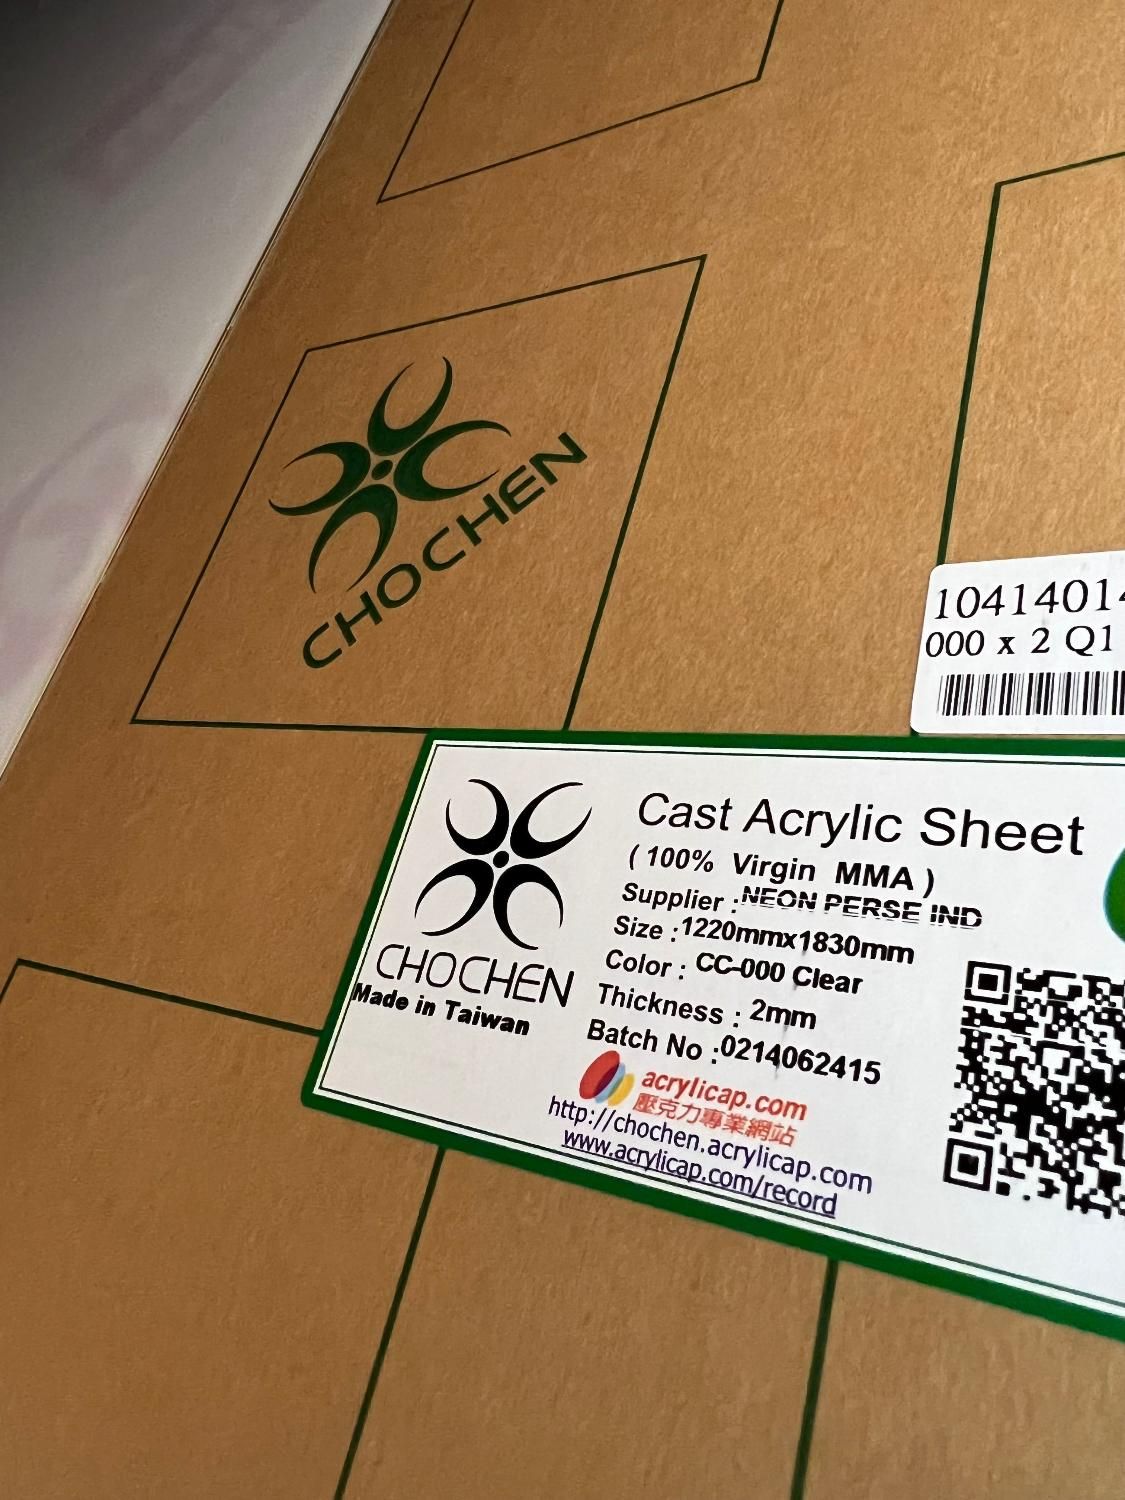 CHOCHEN
10414014
000 x 2 Q1
CHOCHEN
Made in Taiwan
Cast Acrylic Sheet
( 100% Virgin MMA )
Supplier : NEON PERSE IND
Size : 1220mmx1830mm
Color : CC-000 Clear
Thickness : 2mm
Batch No : 0214062415
acrylicap.com
壓克力專業網站
http://chochen.acrylicap.com
www.acrylicap.com/record